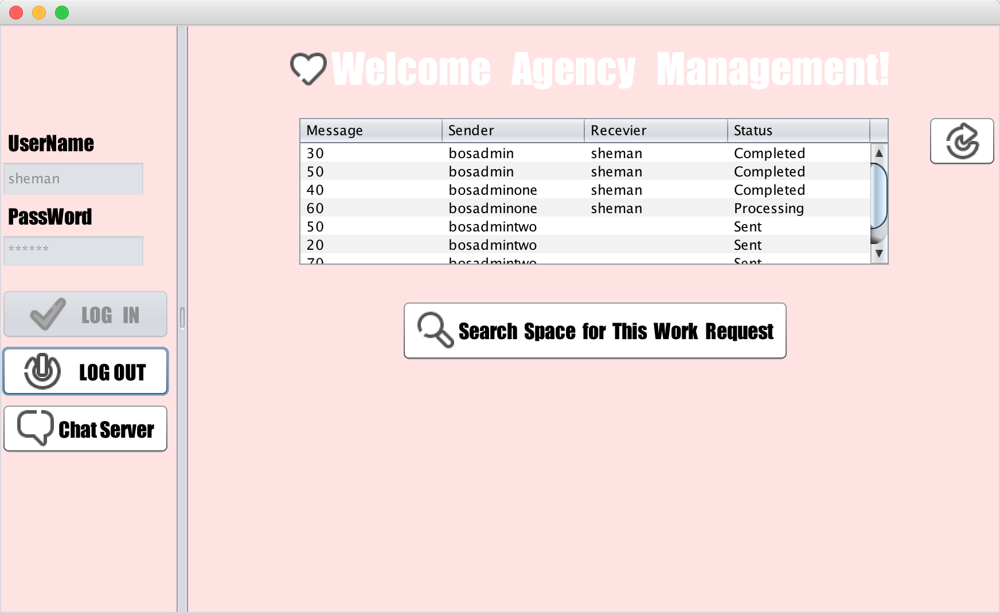 Welcome Agency Management!
UserName
sheman
PassWord
******
LOG IN
LOG OUT
Chat Server
Message Sender Recevier Status
30 bosadmin sheman Completed
50 bosadmin sheman Completed
40 bosadminone sheman Completed
60 bosadminone sheman Processing
50 bosadmintwo Sent
20 bosadmintwo Sent
70 bosadmintwo Sent
Search Space for This Work Request